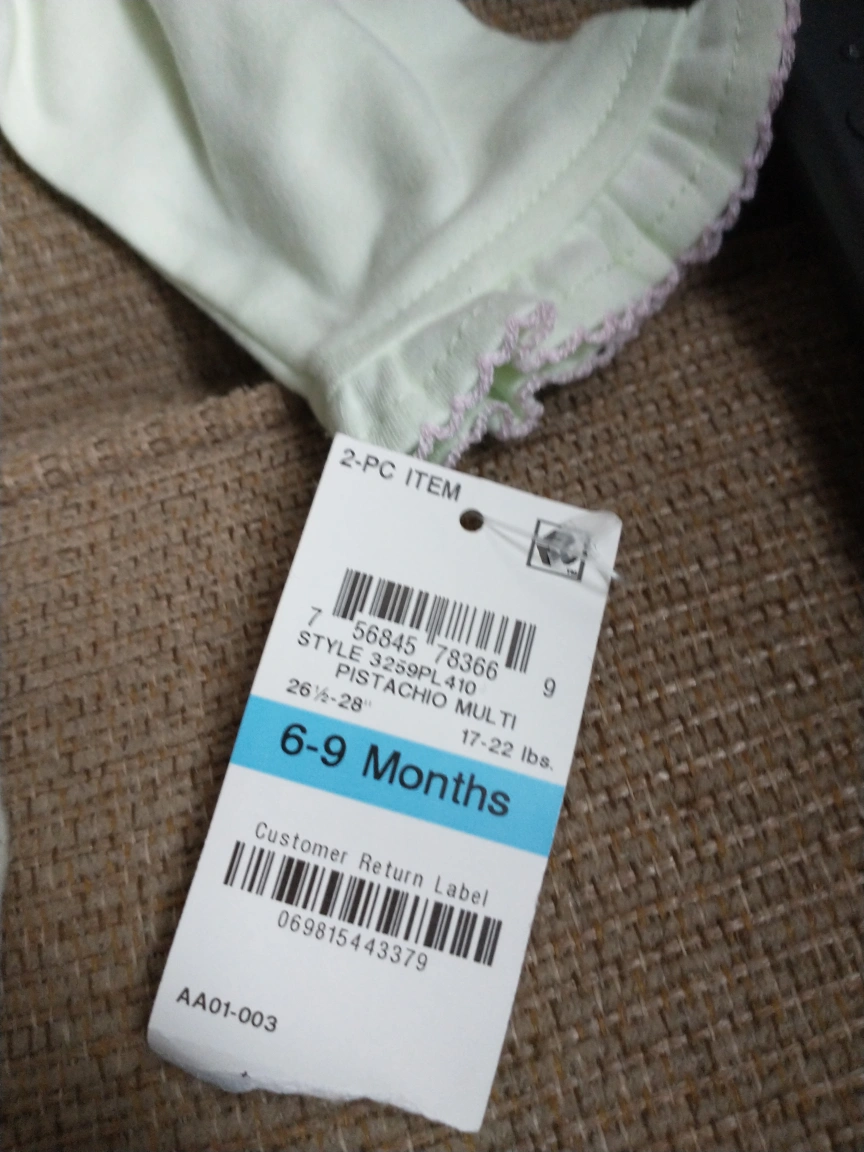 2-PC ITEM
7 56845 78366 9
STYLE 3259PL410
PISTACHIO MULTI
26½-28" 17-22 lbs.
6-9 Months
Customer Return Label
069815443379
AA01-003